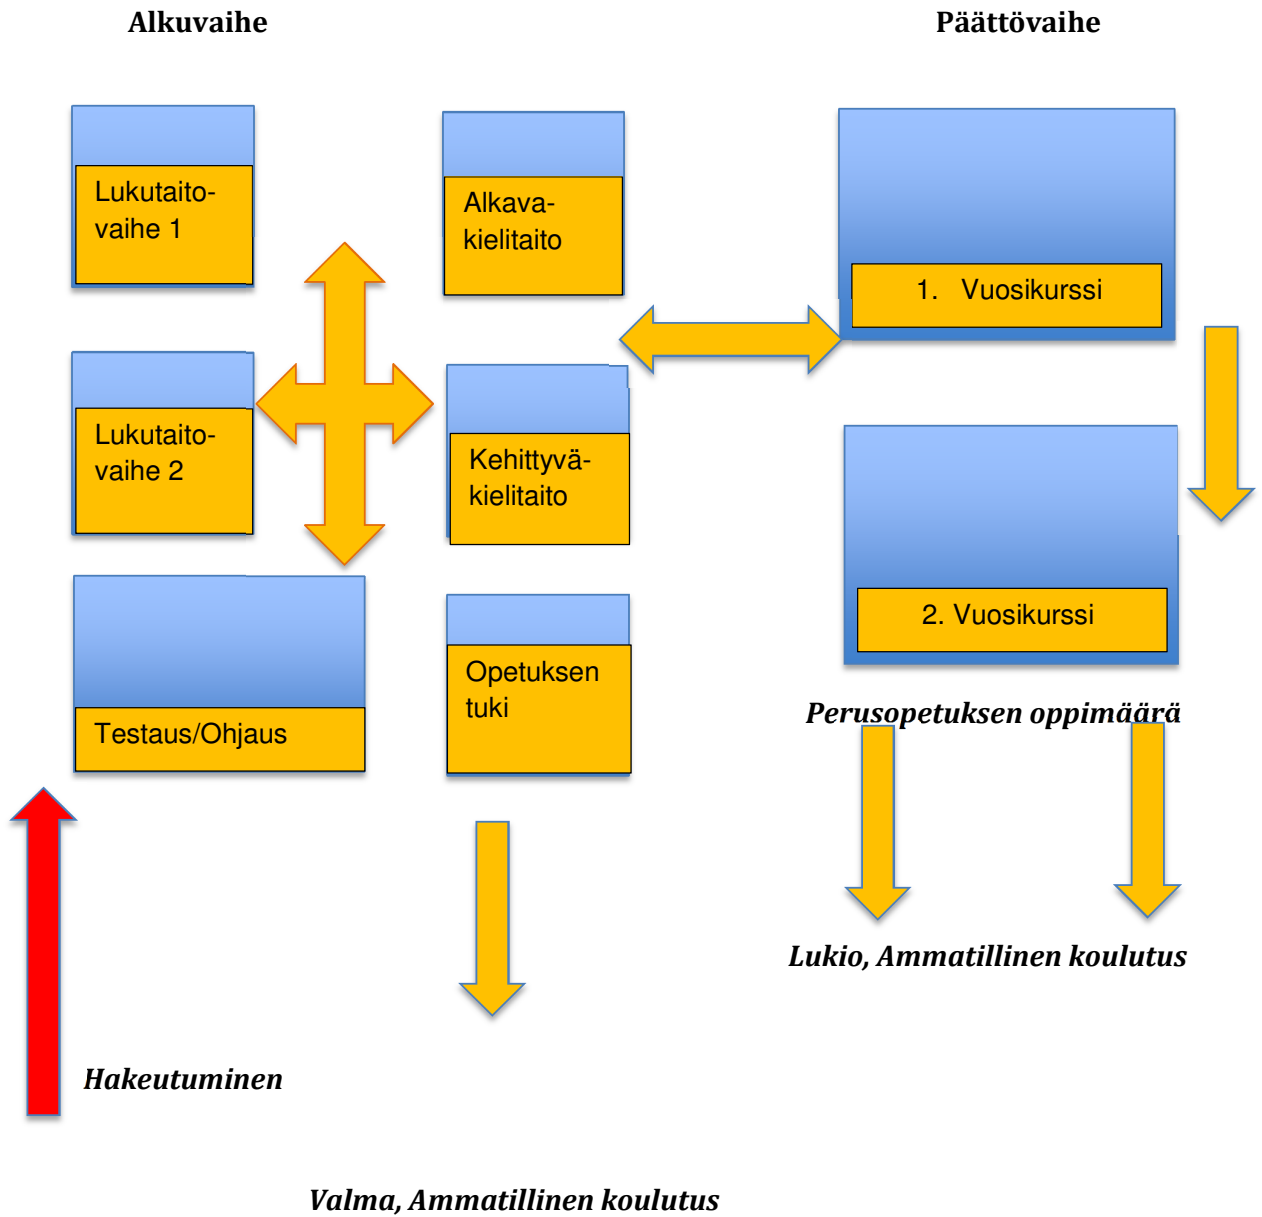 Alkuvaihe
Päättövaihe
Lukutaito-
vaihe 1
Alkava-
kielitaito
1. Vuosikurssi
Lukutaito-
vaihe 2
Kehittyvä-
kielitaito
2. Vuosikurssi
Opetuksen
tuki
Testaus/Ohjaus
Perusopetuksen oppimäärä
Lukio, Ammatillinen koulutus
Hakeutuminen
Valma, Ammatillinen koulutus